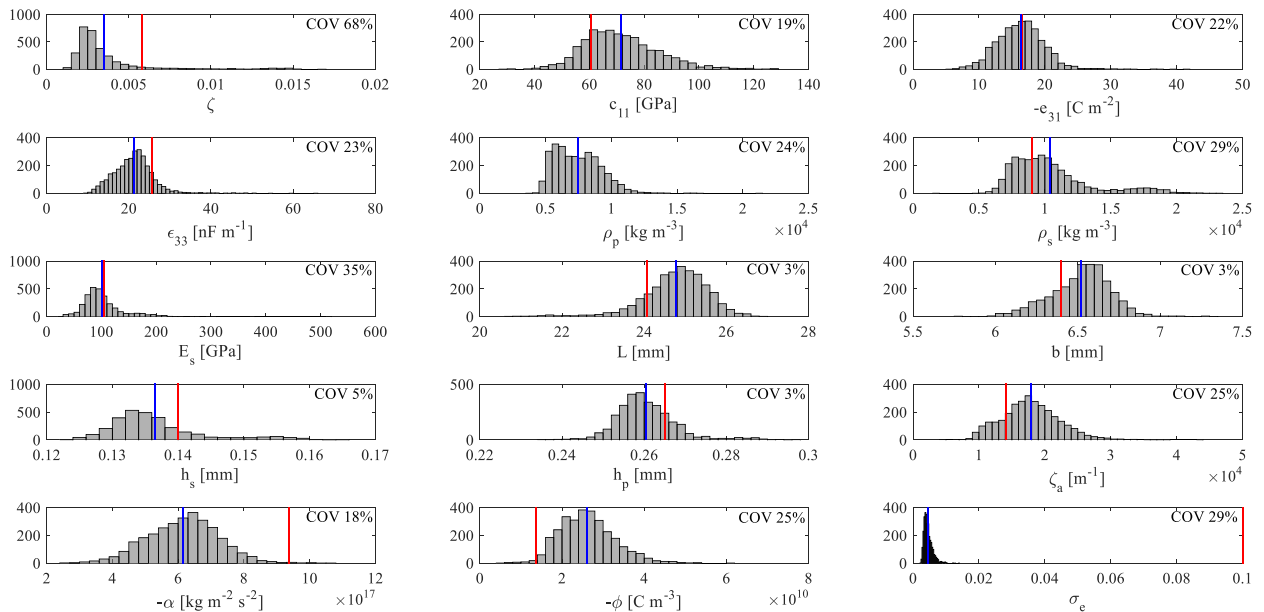 1000
500
0
COV 68%
0 0.005 0.01 0.015 0.02
ζ
400
200
0
COV 19%
20 40 60 80 100 120 140
c11 [GPa]
400
200
0
COV 22%
0 10 20 30 40 50
-e31 [C m-2]
400
200
0
COV 23%
0 20 40 60 80
ϵ33 [nF m-1]
400
200
0
COV 24%
0 0.5 1 1.5 2 2.5
×10^4
ρp [kg m-3]
400
200
0
COV 29%
0 0.5 1 1.5 2 2.5
×10^4
ρs [kg m-3]
1000
500
0
COV 35%
0 100 200 300 400 500 600
Es [GPa]
400
200
0
COV 3%
20 22 24 26 28
L [mm]
400
200
0
COV 3%
5.5 6 6.5 7 7.5
b [mm]
1000
500
0
COV 5%
0.12 0.13 0.14 0.15 0.16 0.17
hs [mm]
500
0
COV 3%
0.22 0.24 0.26 0.28 0.3
hp [mm]
400
200
0
COV 25%
0 1 2 3 4 5
×10^4
ζa [m-1]
400
200
0
COV 18%
2 4 6 8 10 12
×10^17
-α [kg m-2 s-2]
400
200
0
COV 25%
0 2 4 6 8
×10^10
-ϕ [C m-3]
400
200
0
COV 29%
0 0.02 0.04 0.06 0.08 0.1
σe